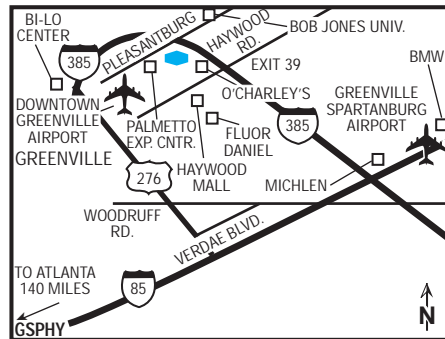 BI-LO
CENTER
PLEASANTBURG
HAYWOOD
RD.
BOB JONES UNIV.
385
EXIT 39
BMW
O'CHARLEY'S
DOWNTOWN
GREENVILLE
AIRPORT
GREENVILLE
PALMETTO
EXP. CNTR.
FLUOR
DANIEL
385
GREENVILLE
SPARTANBURG
AIRPORT
276
HAYWOOD
MALL
MICHLEN
WOODRUFF
RD.
VERDAE BLVD.
TO ATLANTA
140 MILES
85
GSPHY
N